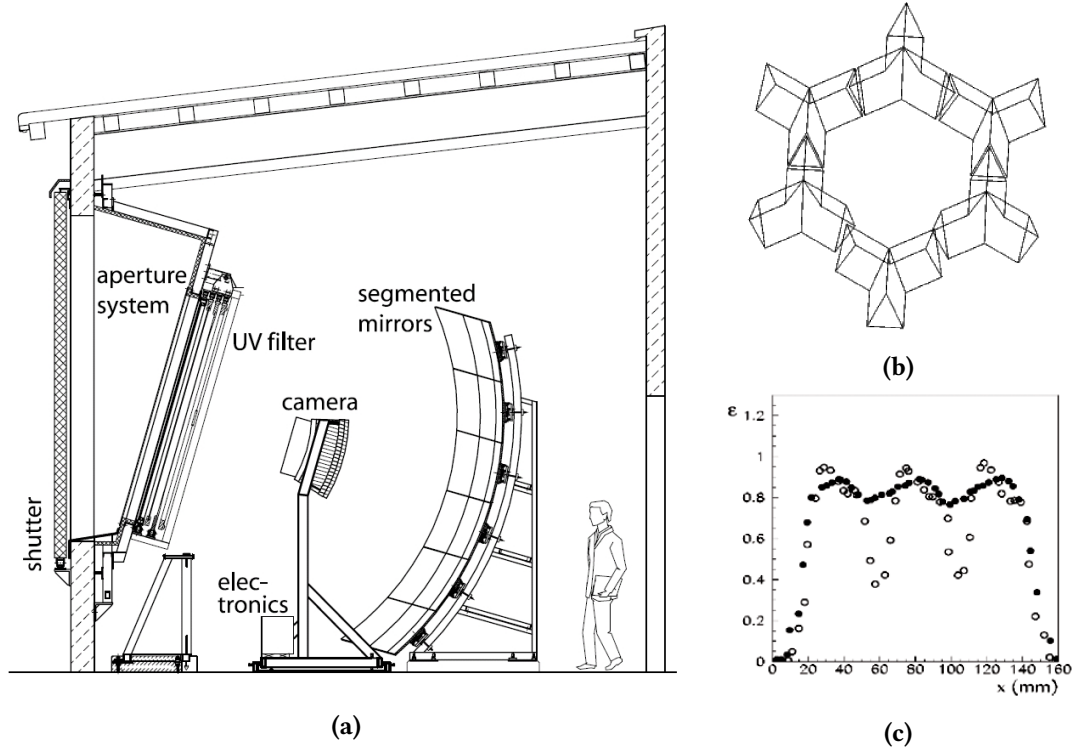 aperture
system
UV filter
segmented
mirrors
camera
shutter
elec-
tronics
(a)
(b)
ε
1.2
1
0.8
0.6
0.4
0.2
0
0 20 40 60 80 100 120 140 160
x (mm)
(c)